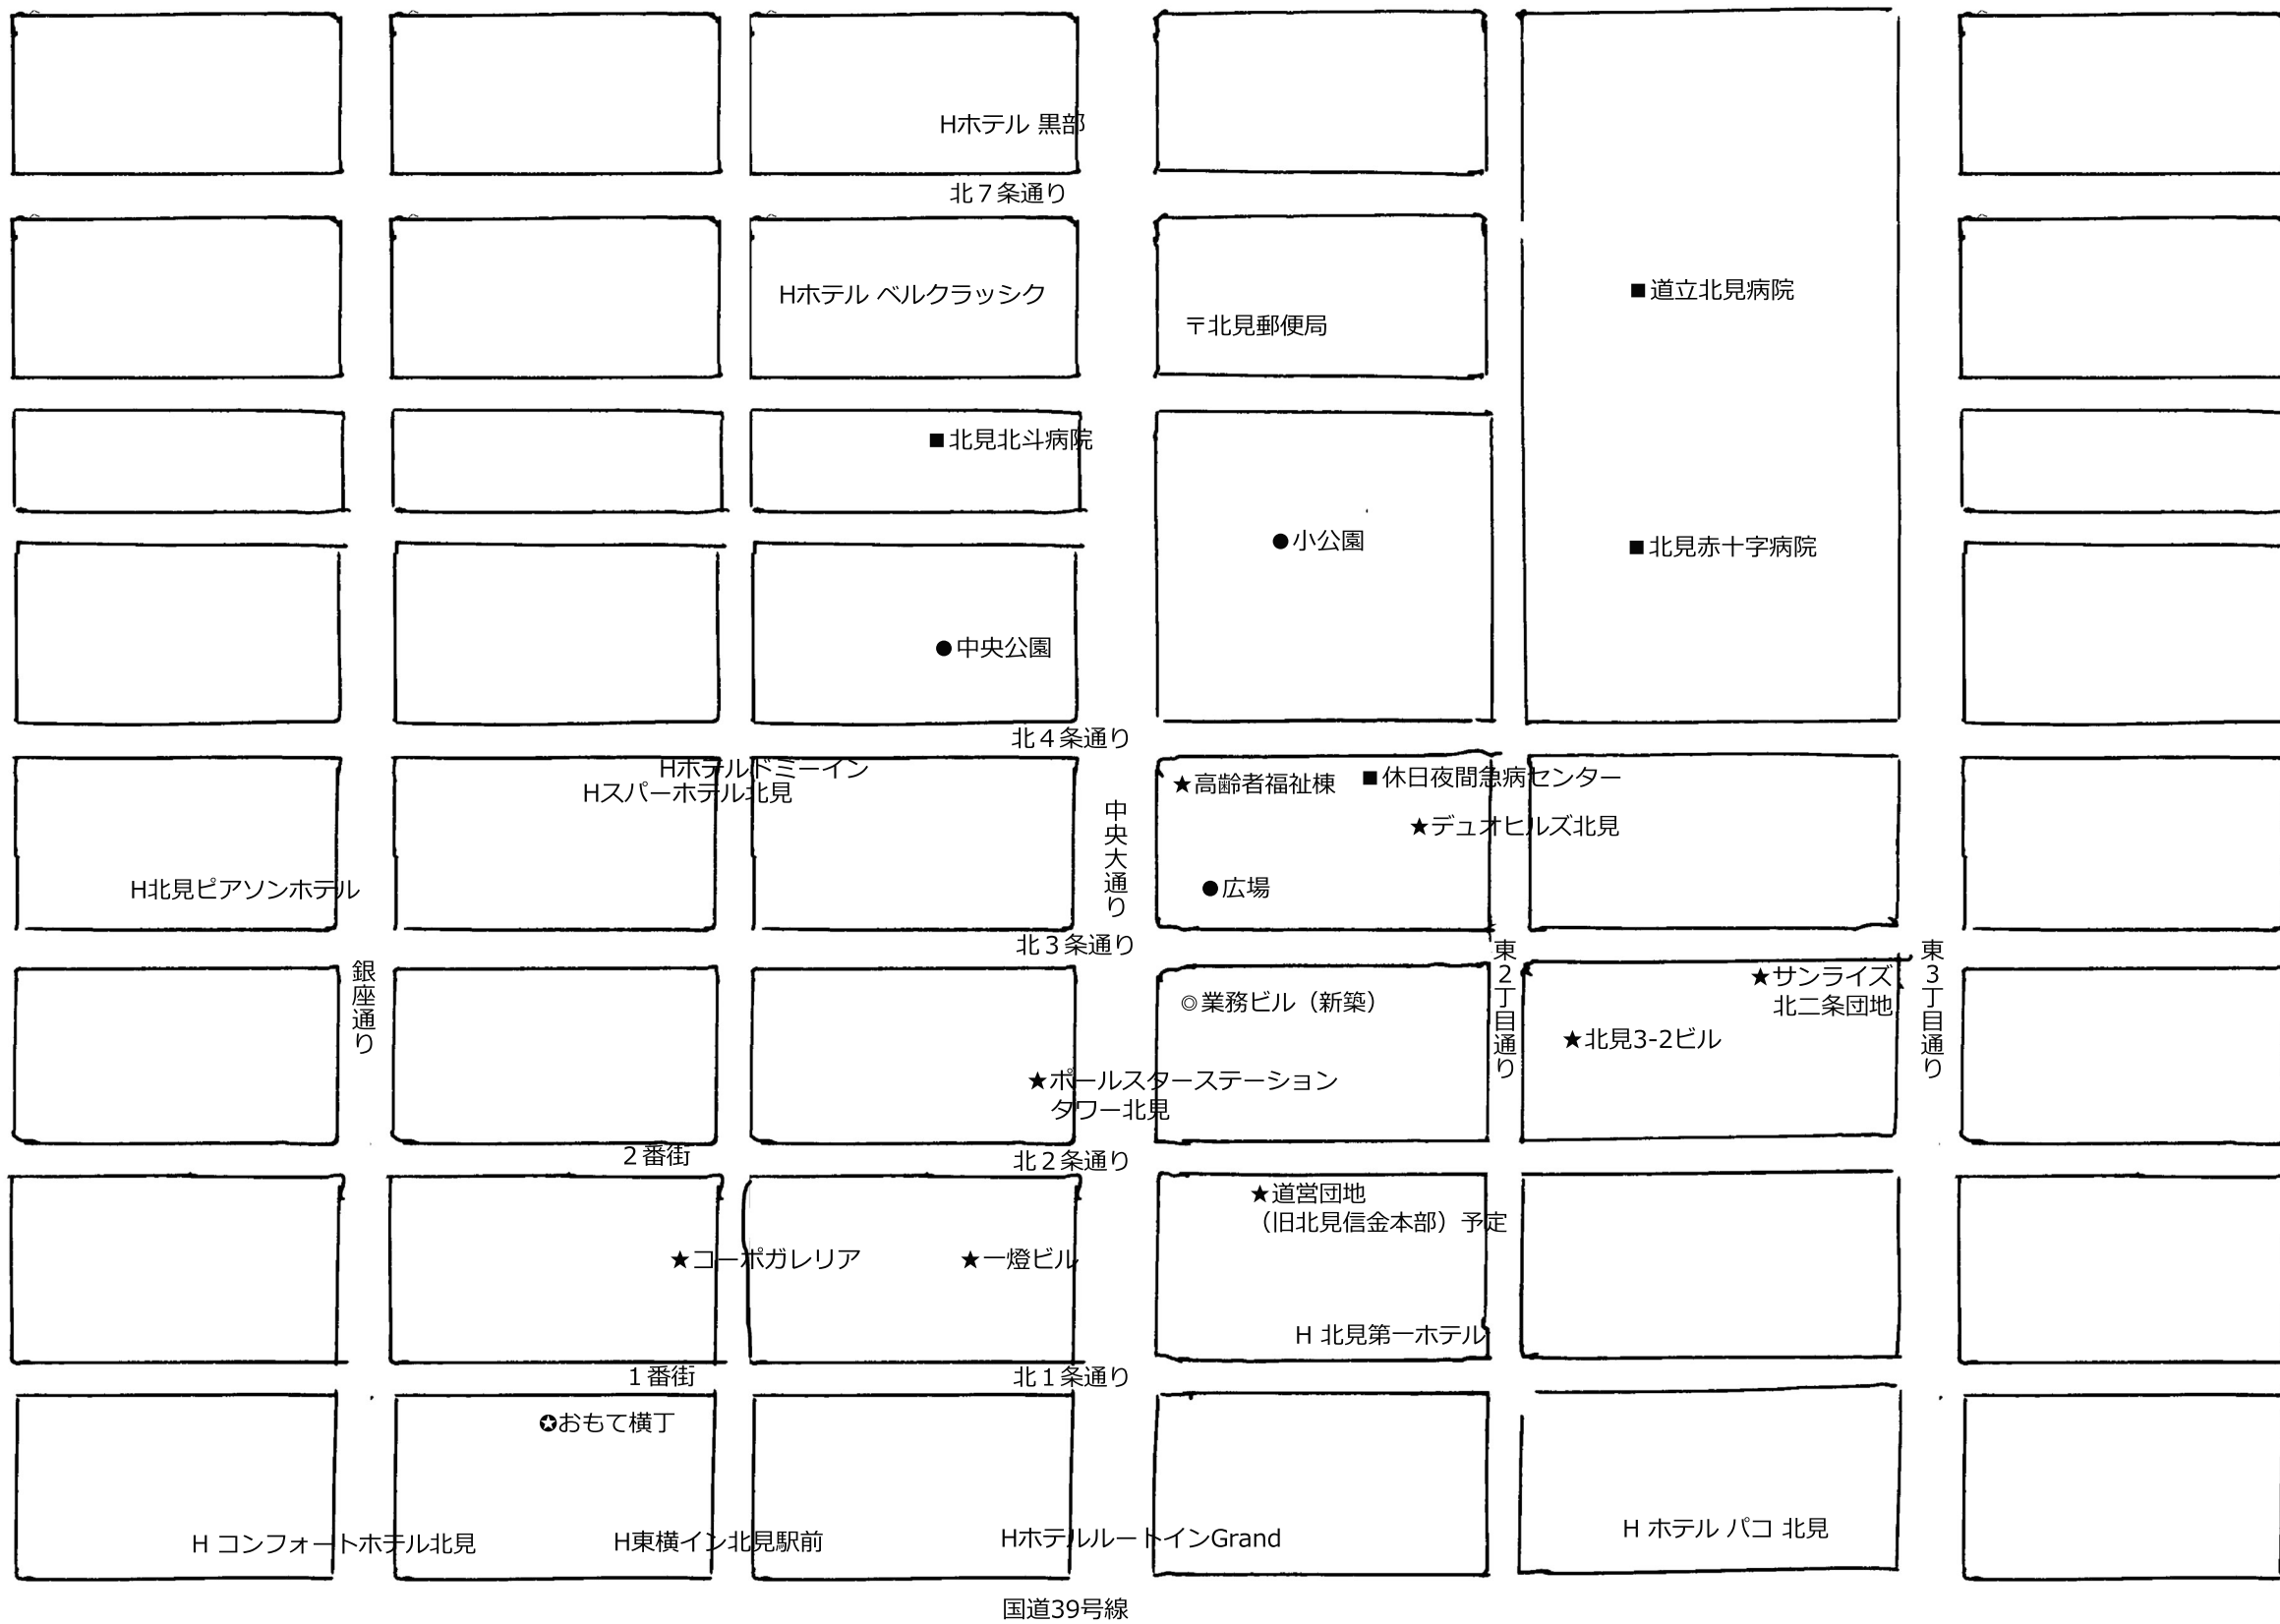 Hホテル 黒部
北７条通り
Hホテル ベルクラッシク
■道立北見病院
〒北見郵便局
■北見北斗病院
●小公園
■北見赤十字病院
●中央公園
北４条通り
Hホテルドミーイン
Hスパーホテル北見
★高齢者福祉棟
■休日夜間急病センター
中央大通り
★デュオヒルズ北見
H北見ピアソンホテル
●広場
北３条通り
銀座通り
東２丁目通り
東３丁目通り
◎業務ビル（新築）
★サンライズ
北二条団地
★北見3-2ビル
★ポールスターステーション
タワー北見
２番街
北２条通り
★道営団地
（旧北見信金本部）予定
★コーポガレリア
★一燈ビル
H 北見第一ホテル
１番街
北１条通り
✪おもて横丁
H コンフォートホテル北見
H東横イン北見駅前
HホテルルートインGrand
H ホテル パコ 北見
国道39号線